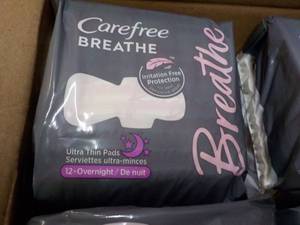 Carefree
BREATHE
Irritation Free
Protection
Breathe
Ultra Thin Pads
Serviettes ultra-minces
12-Overnight / De nuit